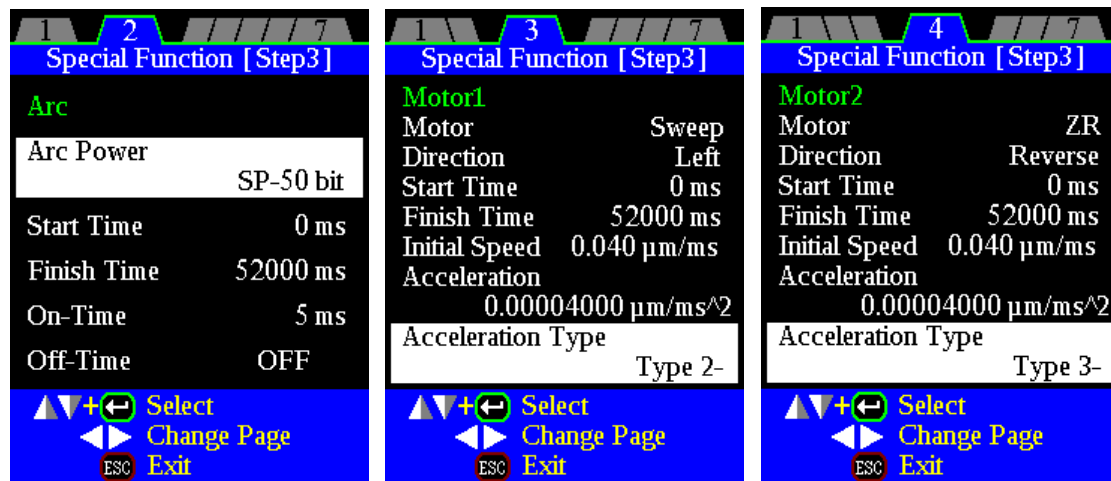 1 2 7
Special Function [Step3]
Arc
Arc Power
SP-50 bit
Start Time 0 ms
Finish Time 52000 ms
On-Time 5 ms
Off-Time OFF
+ Select
Change Page
ESC Exit
1 3 7
Special Function [Step3]
Motor1
Motor Sweep
Direction Left
Start Time 0 ms
Finish Time 52000 ms
Initial Speed 0.040 µm/ms
Acceleration
0.00004000 µm/ms^2
Acceleration Type
Type 2-
+ Select
Change Page
ESC Exit
1 4 7
Special Function [Step3]
Motor2
Motor ZR
Direction Reverse
Start Time 0 ms
Finish Time 52000 ms
Initial Speed 0.040 µm/ms
Acceleration
0.00004000 µm/ms^2
Acceleration Type
Type 3-
+ Select
Change Page
ESC Exit